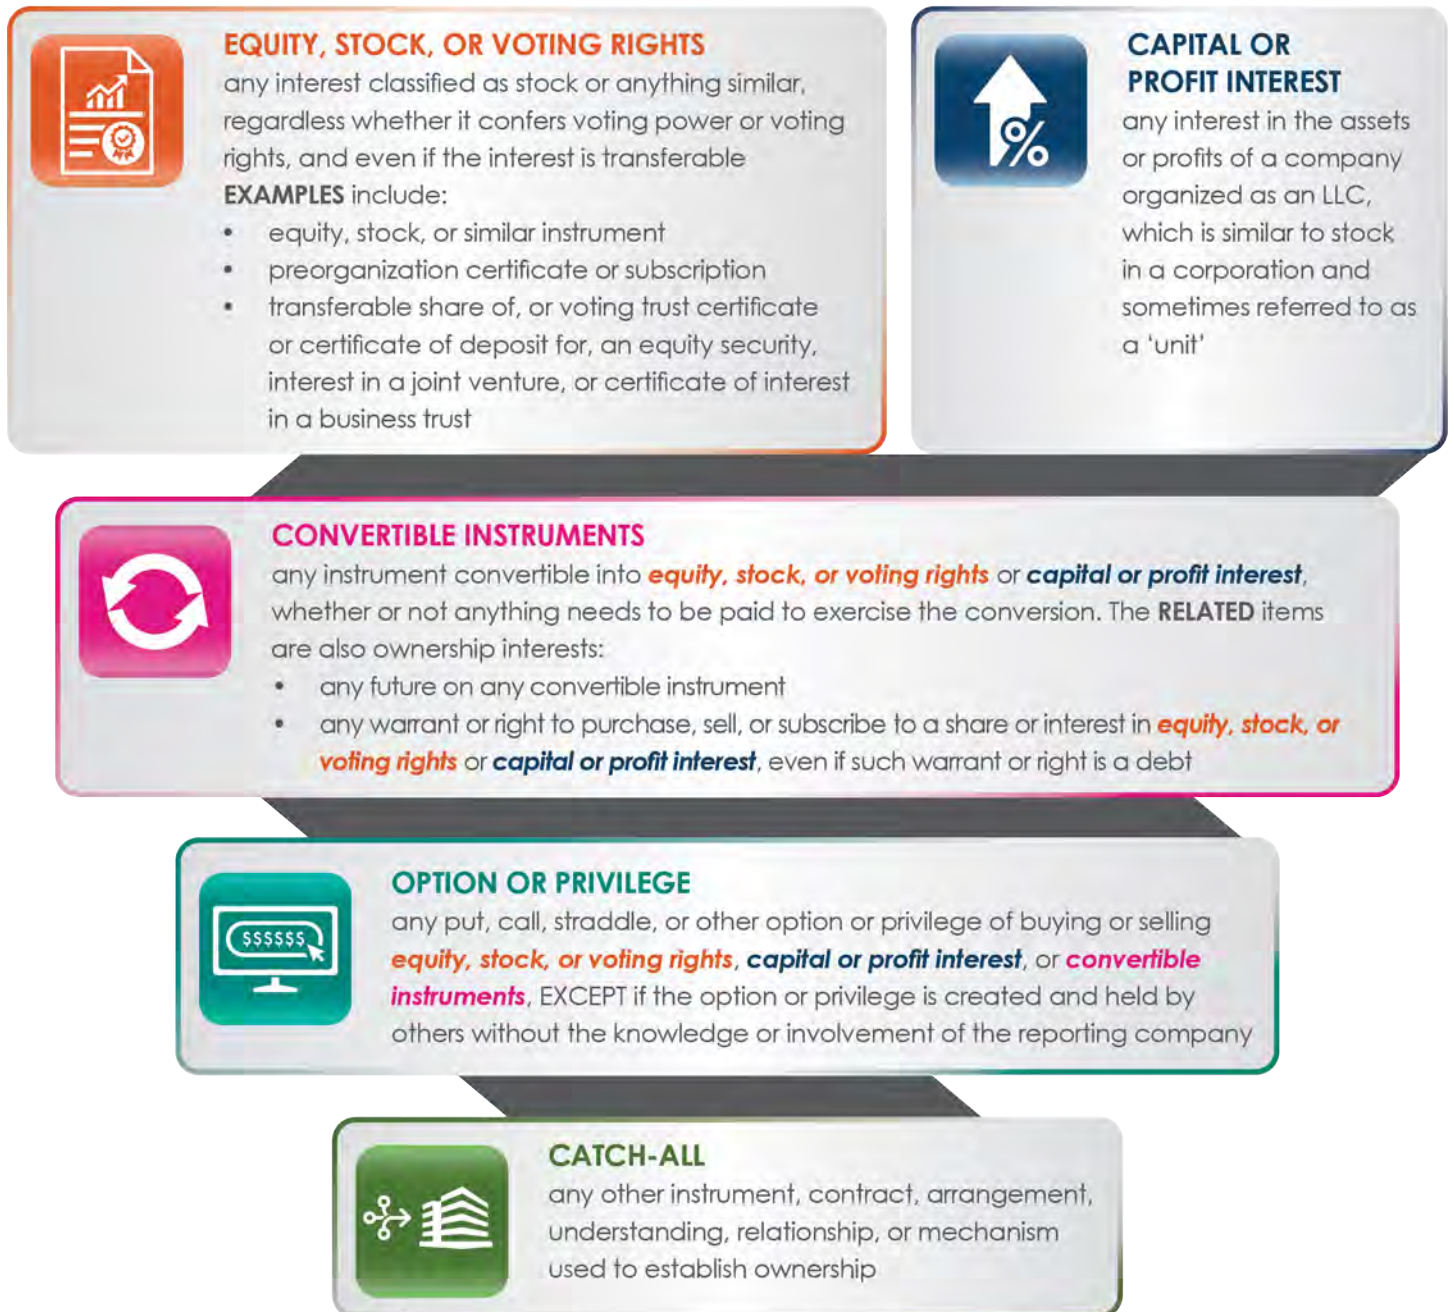 EQUITY, STOCK, OR VOTING RIGHTS
any interest classified as stock or anything similar,
regardless whether it confers voting power or voting
rights, and even if the interest is transferable
EXAMPLES include:
• equity, stock, or similar instrument
• preorganization certificate or subscription
• transferable share of, or voting trust certificate
or certificate of deposit for, an equity security,
interest in a joint venture, or certificate of interest
in a business trust
%
CAPITAL OR
PROFIT INTEREST
any interest in the assets
or profits of a company
organized as an LLC,
which is similar to stock
in a corporation and
sometimes referred to as
a ‘unit’
CONVERTIBLE INSTRUMENTS
any instrument convertible into equity, stock, or voting rights or capital or profit interest,
whether or not anything needs to be paid to exercise the conversion. The RELATED items
are also ownership interests:
• any future on any convertible instrument
• any warrant or right to purchase, sell, or subscribe to a share or interest in equity, stock, or
voting rights or capital or profit interest, even if such warrant or right is a debt
$$$$$$
OPTION OR PRIVILEGE
any put, call, straddle, or other option or privilege of buying or selling
equity, stock, or voting rights, capital or profit interest, or convertible
instruments, EXCEPT if the option or privilege is created and held by
others without the knowledge or involvement of the reporting company
CATCH-ALL
any other instrument, contract, arrangement,
understanding, relationship, or mechanism
used to establish ownership